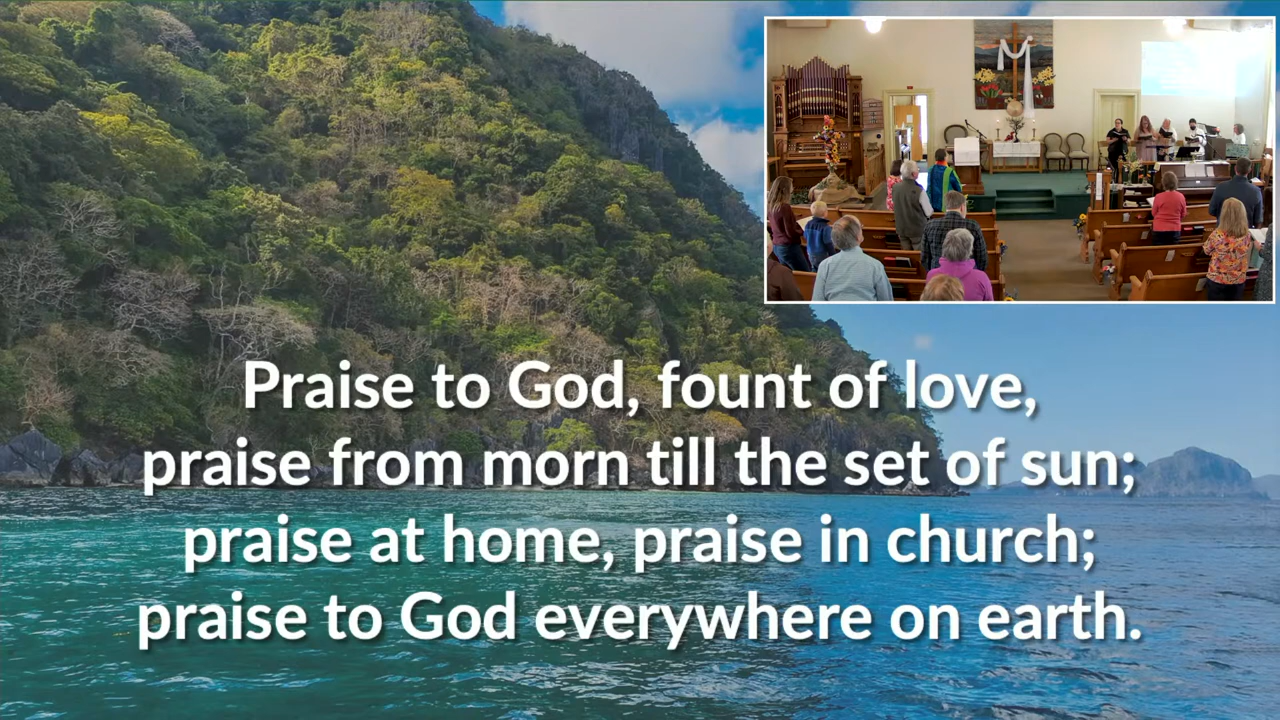 Praise to God, fount of love,
praise from morn till the set of sun;
praise at home, praise in church;
praise to God everywhere on earth.